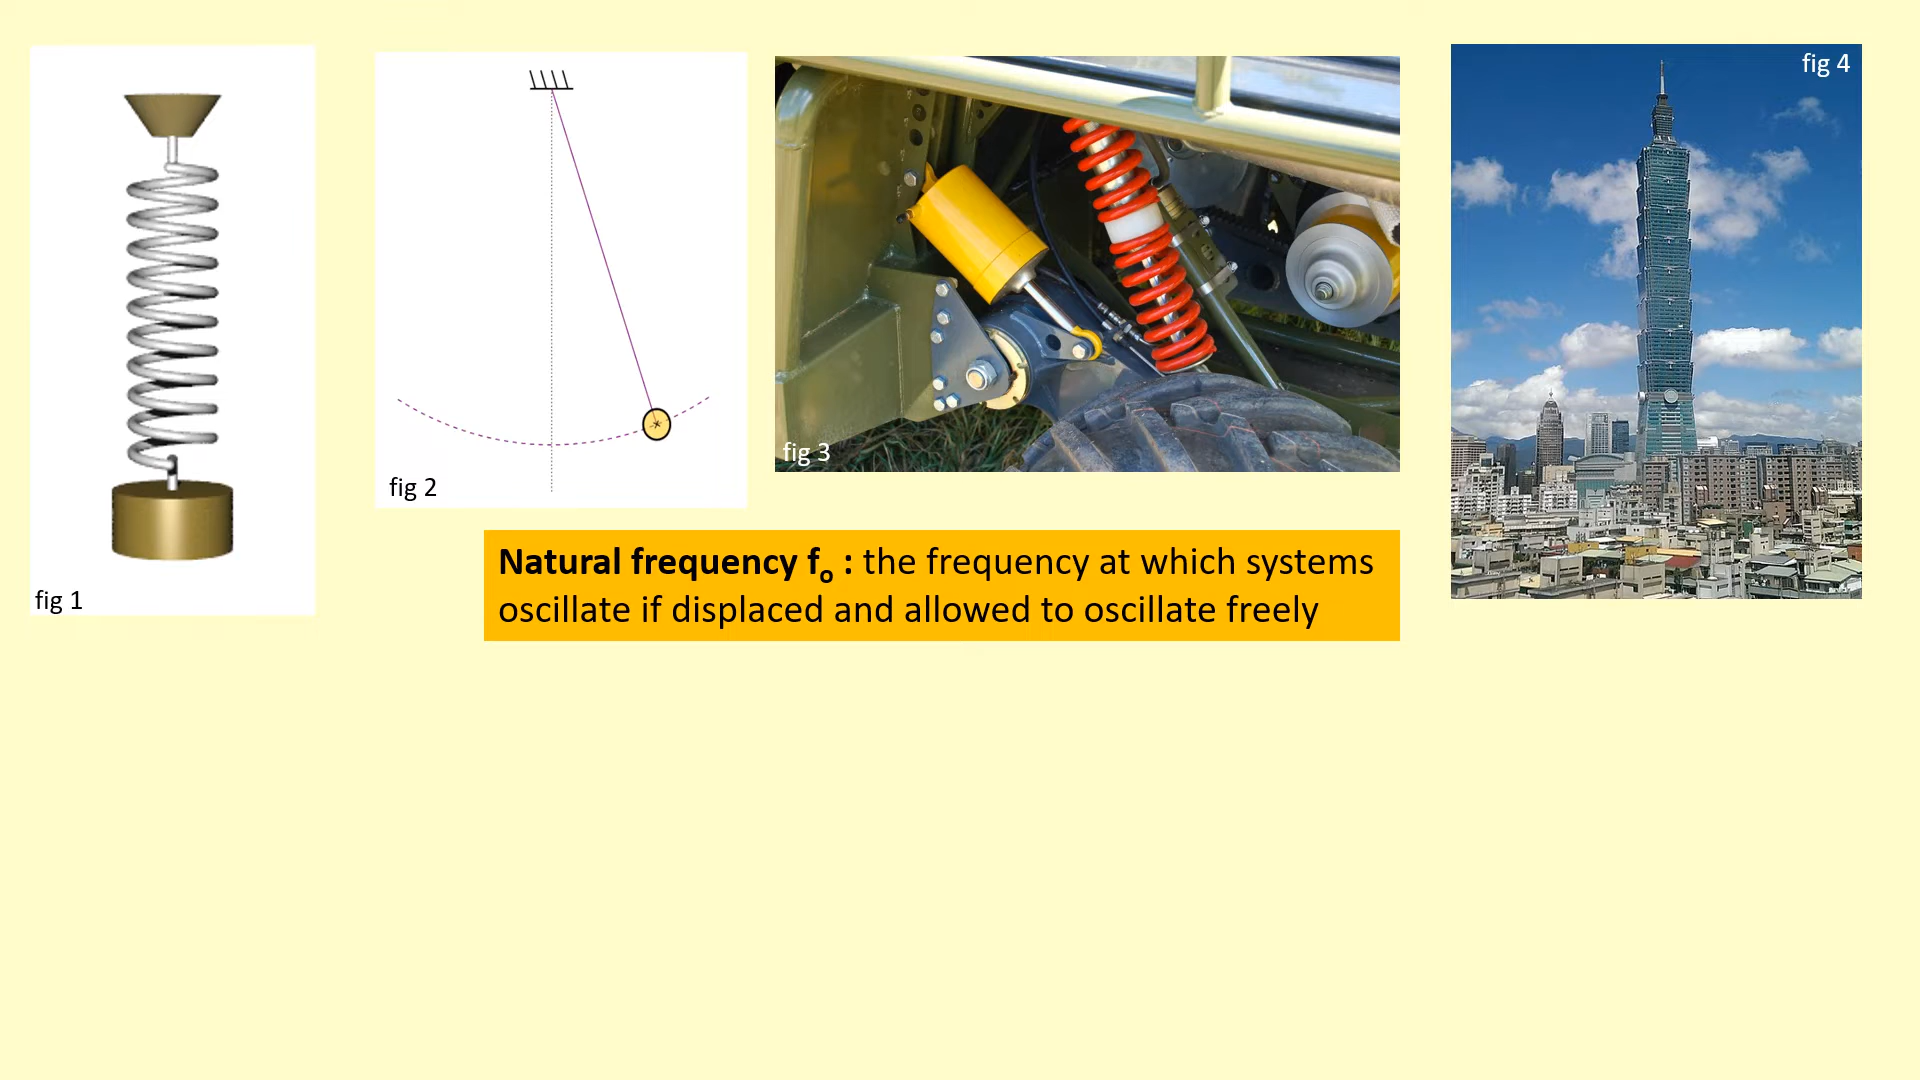 fig 1
fig 2
fig 3
fig 4
Natural frequency fo : the frequency at which systems
oscillate if displaced and allowed to oscillate freely